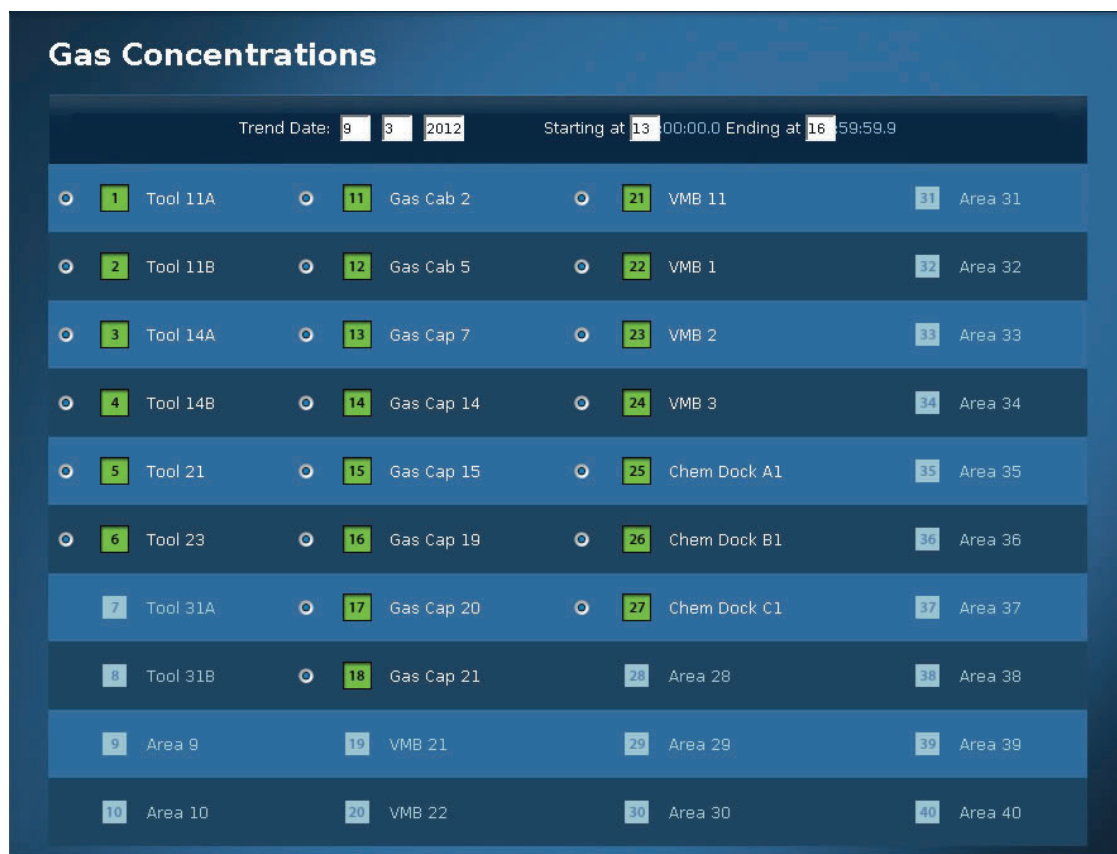 Gas Concentrations
Trend Date: 9 3 2012 Starting at 13 :00:00.0 Ending at 16 :59:59.9
1 Tool 11A 11 Gas Cab 2 21 VMB 11 31 Area 31
2 Tool 11B 12 Gas Cab 5 22 VMB 1 32 Area 32
3 Tool 14A 13 Gas Cap 7 23 VMB 2 33 Area 33
4 Tool 14B 14 Gas Cap 14 24 VMB 3 34 Area 34
5 Tool 21 15 Gas Cap 15 25 Chem Dock A1 35 Area 35
6 Tool 23 16 Gas Cap 19 26 Chem Dock B1 36 Area 36
7 Tool 31A 17 Gas Cap 20 27 Chem Dock C1 37 Area 37
8 Tool 31B 18 Gas Cap 21 28 Area 28 38 Area 38
9 Area 9 19 VMB 21 29 Area 29 39 Area 39
10 Area 10 20 VMB 22 30 Area 30 40 Area 40